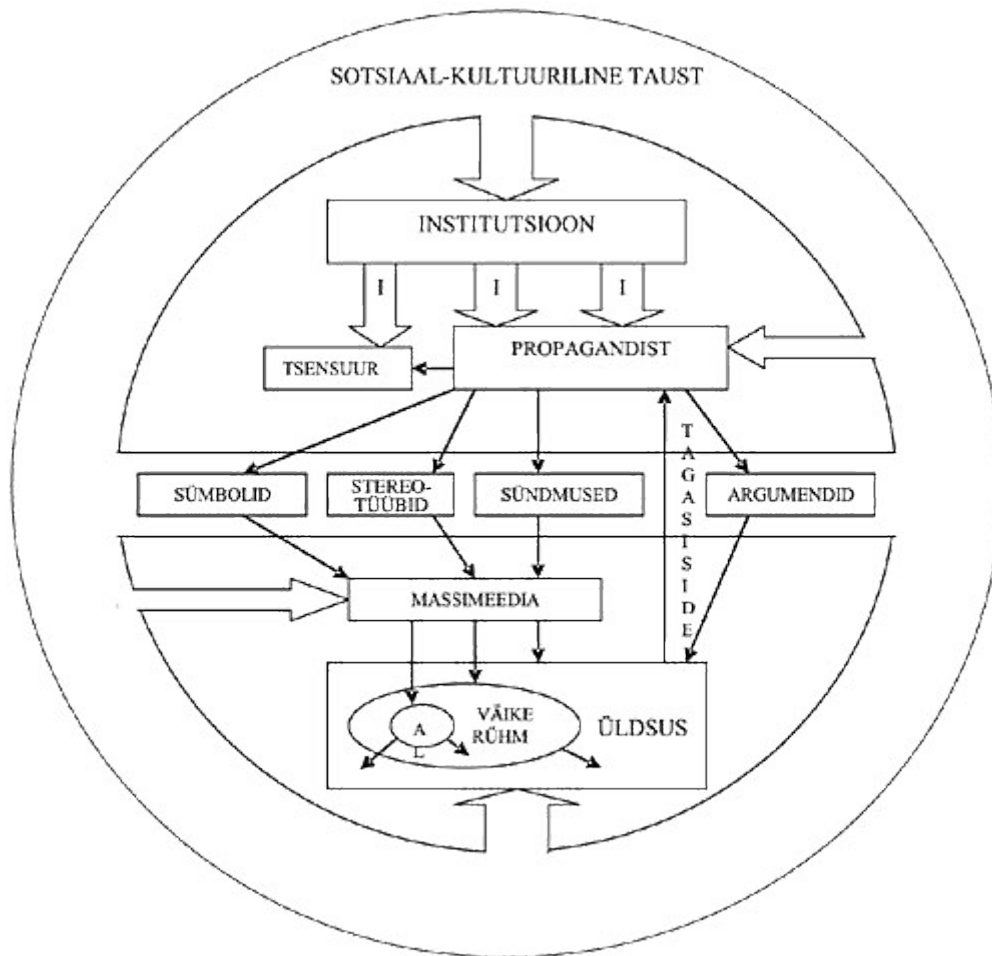 SOTSIAAL-KULTUURILINE TAUST
INSTITUTSIOON
I I I
PROPAGANDIST
TSENSUUR
SÜMBOLID
STEREO-
TÜÜBID
SÜNDMUSED
ARGUMENDID
TAGASISIDE
MASSIMEEDIA
VÄIKE
RÜHM
A
L
ÜLDSUS